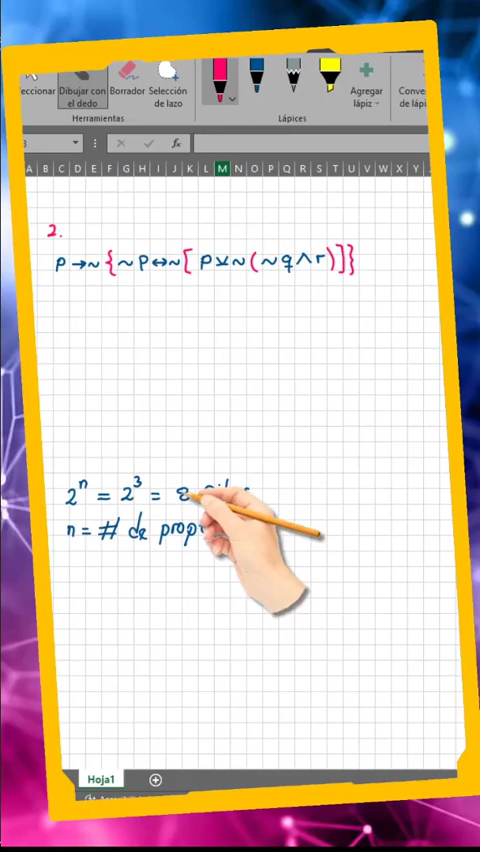 Dibujar con
el dedo
Borrador
Selección
de lazo
Agregar
lápiz
Herramientas
Lápices
fx
B C D E F G H I J K L M N O P Q R S T U V W X Y
2.
p → ~ { ~ p ↔ ~ [ p ⊻ ~ ( ~ q ∧ r ) ] }
2ⁿ = 2³ = 8
n = # de
Hoja1